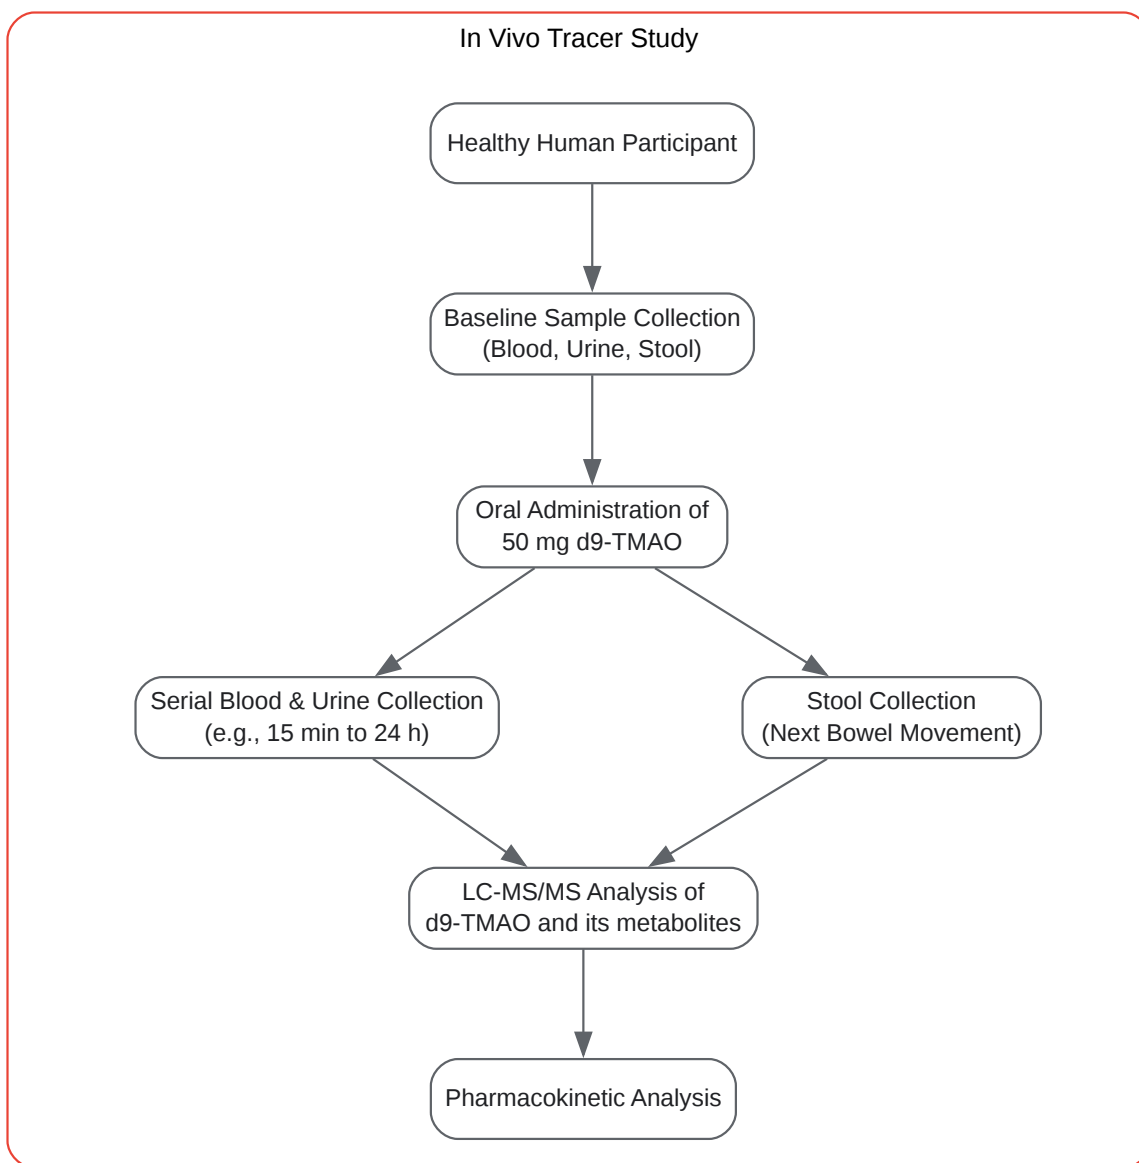 In Vivo Tracer Study
Healthy Human Participant
Baseline Sample Collection
(Blood, Urine, Stool)
Oral Administration of
50 mg d9-TMAO
Serial Blood & Urine Collection
(e.g., 15 min to 24 h)
Stool Collection
(Next Bowel Movement)
LC-MS/MS Analysis of
d9-TMAO and its metabolites
Pharmacokinetic Analysis